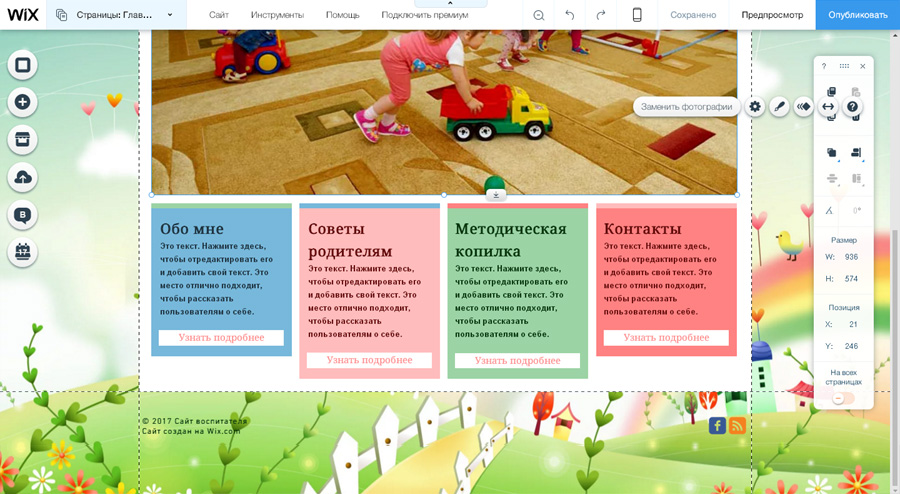 WiX
Страницы: Глав...
Сайт
Инструменты
Помощь
Подключить премиум
Сохранено
Предпросмотр
Опубликовать
?
Заменить фотографии
?
0°
Размер
W: 936
H: 574
Позиция
X: 21
Y: 246
На всех
страницах
B
17
Обо мне
Это текст. Нажмите здесь,
чтобы отредактировать его
и добавить свой текст. Это
место отлично подходит,
чтобы рассказать
пользователям о себе.
Узнать подробнее
Советы
родителям
Это текст. Нажмите здесь,
чтобы отредактировать его
и добавить свой текст. Это
место отлично подходит,
чтобы рассказать
пользователям о себе.
Узнать подробнее
Методическая
копилка
Это текст. Нажмите здесь,
чтобы отредактировать его
и добавить свой текст. Это
место отлично подходит,
чтобы рассказать
пользователям о себе.
Узнать подробнее
Контакты
Это текст. Нажмите здесь,
чтобы отредактировать его
и добавить свой текст. Это
место отлично подходит,
чтобы рассказать
пользователям о себе.
Узнать подробнее
© 2017 Сайт воспитателя
Сайт создан на Wix.com